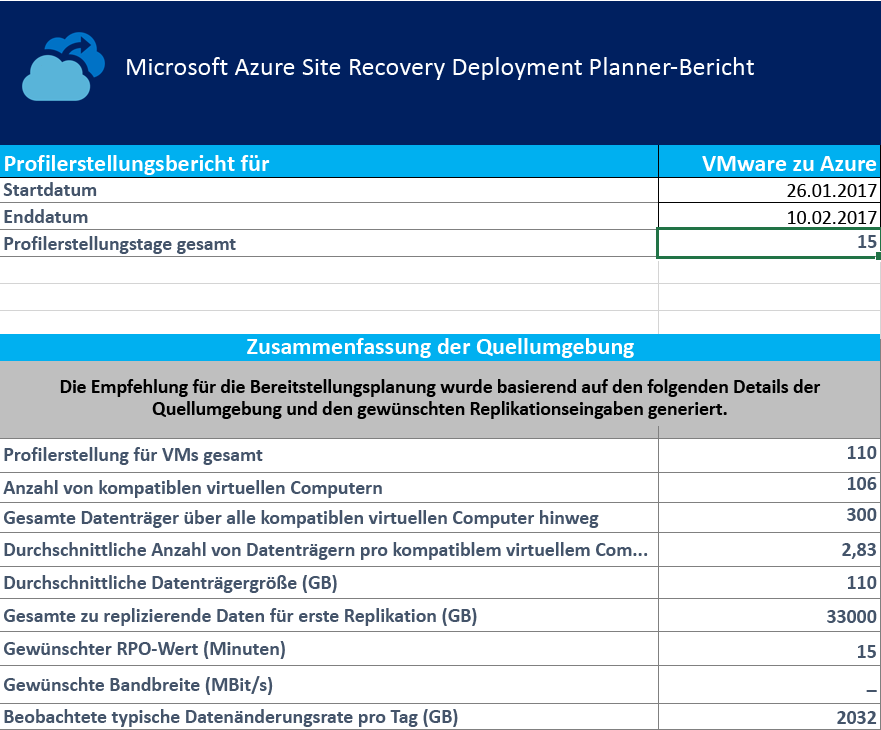 Microsoft Azure Site Recovery Deployment Planner-Bericht
Profilerstellungsbericht für VMware zu Azure
Startdatum 26.01.2017
Enddatum 10.02.2017
Profilerstellungstage gesamt 15
Zusammenfassung der Quellumgebung
Die Empfehlung für die Bereitstellungsplanung wurde basierend auf den folgenden Details der
Quellumgebung und den gewünschten Replikationseingaben generiert.
Profilerstellung für VMs gesamt 110
Anzahl von kompatiblen virtuellen Computern 106
Gesamte Datenträger über alle kompatiblen virtuellen Computer hinweg 300
Durchschnittliche Anzahl von Datenträgern pro kompatiblem virtuellem Com... 2,83
Durchschnittliche Datenträgergröße (GB) 110
Gesamte zu replizierende Daten für erste Replikation (GB) 33000
Gewünschter RPO-Wert (Minuten) 15
Gewünschte Bandbreite (MBit/s) –
Beobachtete typische Datenänderungsrate pro Tag (GB) 2032